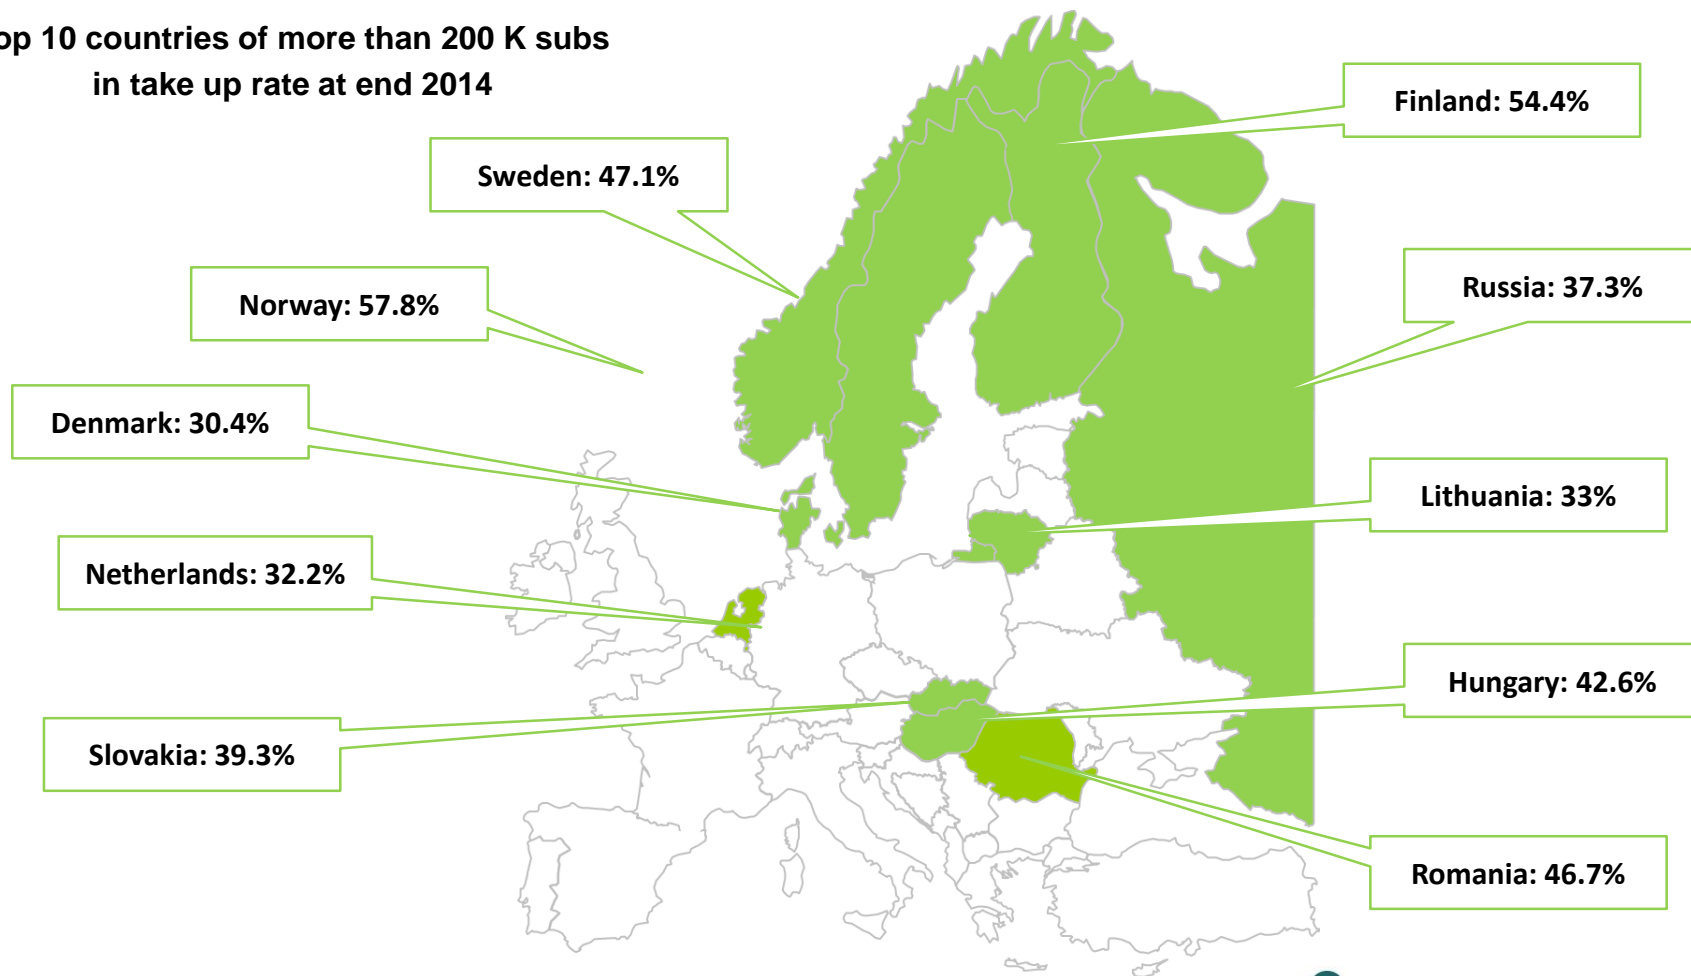 op 10 countries of more than 200 K subs
in take up rate at end 2014
Finland: 54.4%
Sweden: 47.1%
Norway: 57.8%
Russia: 37.3%
Denmark: 30.4%
Lithuania: 33%
Netherlands: 32.2%
Hungary: 42.6%
Slovakia: 39.3%
Romania: 46.7%